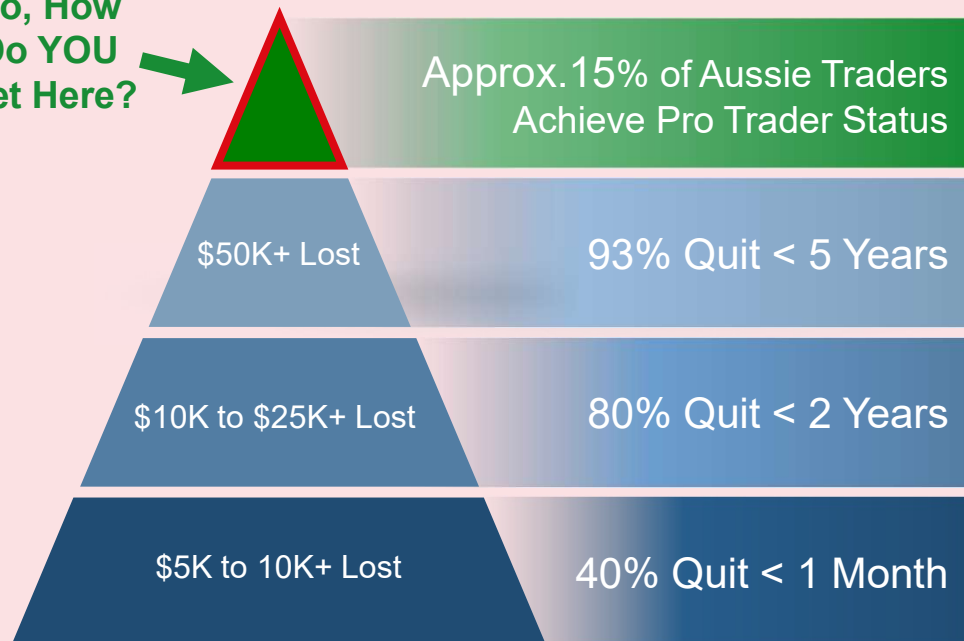 o, How
o YOU
et Here?
Approx.15% of Aussie Traders
Achieve Pro Trader Status
$50K+ Lost
93% Quit < 5 Years
$10K to $25K+ Lost
80% Quit < 2 Years
$5K to 10K+ Lost
40% Quit < 1 Month